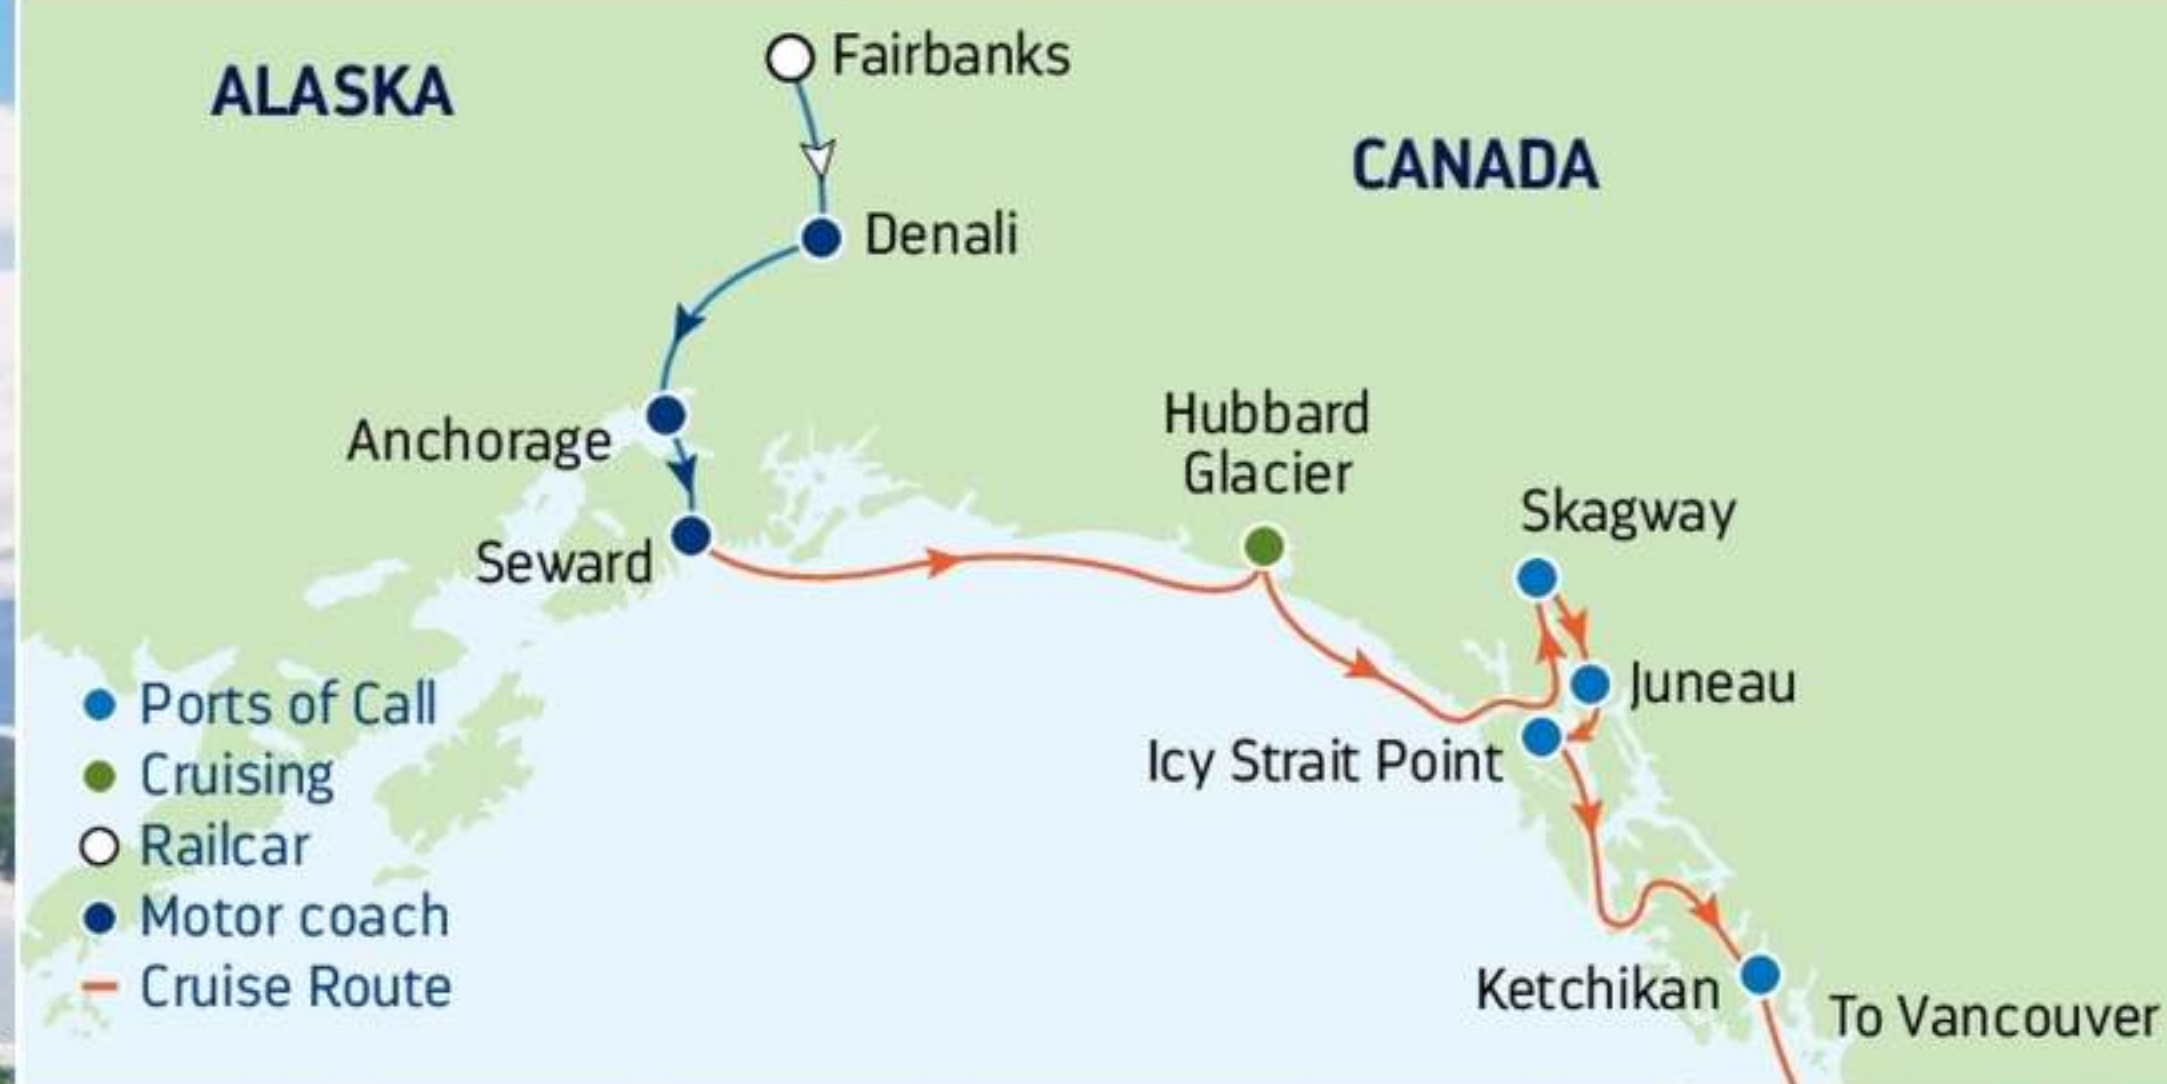 Fairbanks
ALASKA
CANADA
Denali
Hubbard
Glacier
Anchorage
Skagway
Seward
Juneau
Icy Strait Point
Ports of Call
Cruising
Railcar
Motor coach
Cruise Route
Ketchikan
To Vancouver